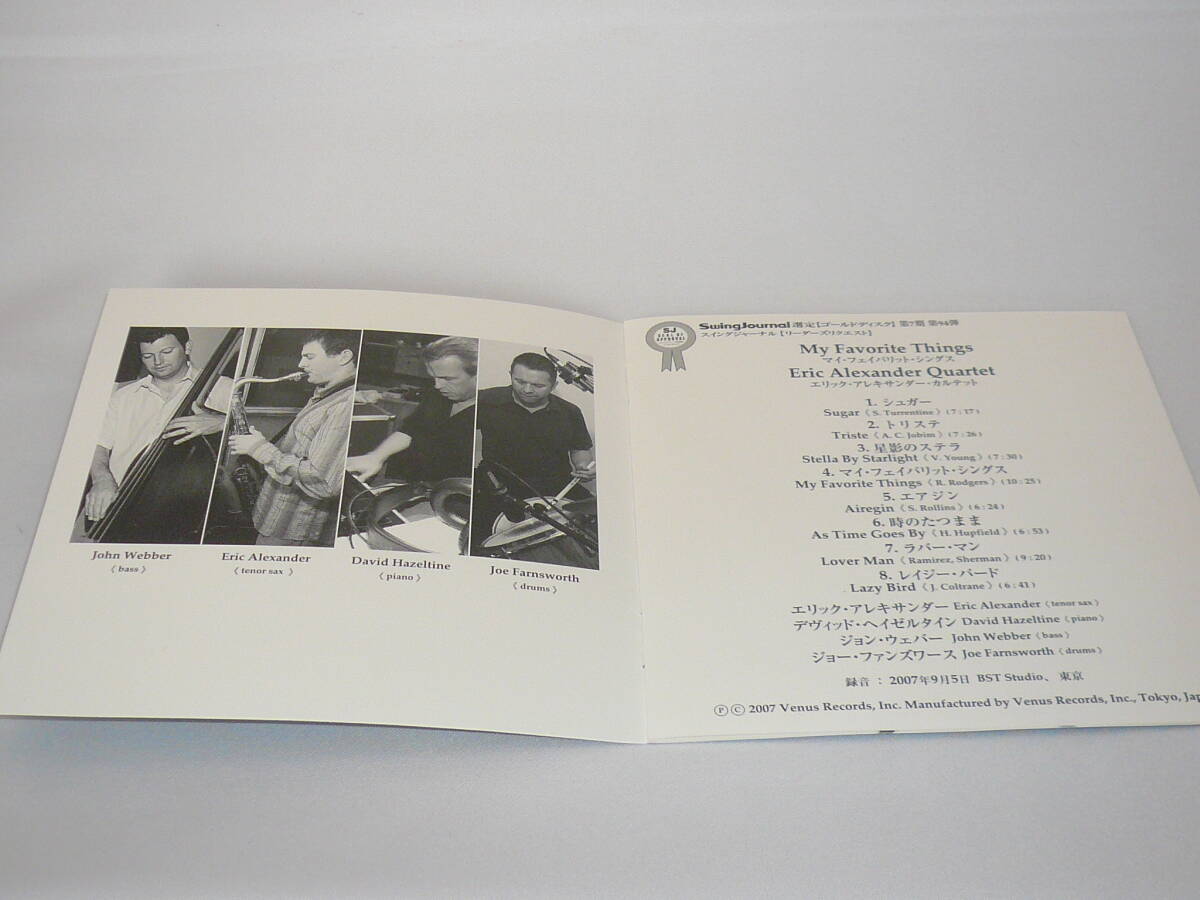 John Webber
《 bass 》
Eric Alexander
《 tenor sax 》
David Hazeltine
《 piano 》
Joe Farnsworth
《 drums 》
SJ
SEAL OF
APPROVAL
SwingJournal 選定【ゴールドディスク】 第7期 第94弾
スイングジャーナル【リーダーズリクエスト】
My Favorite Things
マイ・フェイバリット・シングス
Eric Alexander Quartet
エリック・アレキサンダー・カルテット
1. シュガー
Sugar《 S. Turrentine 》(7 : 17)
2. トリステ
Triste《 A. C. Jobim 》(7 : 26)
3. 星影のステラ
Stella By Starlight《 V. Young 》(7 : 30)
4. マイ・フェイバリット・シングス
My Favorite Things《 R. Rodgers 》(10 : 25)
5. エアジン
Airegin《 S. Rollins 》(6 : 24)
6. 時のたつまま
As Time Goes By《 H. Hupfield 》(6 : 53)
7. ラバー・マン
Lover Man《 Ramirez, Sherman 》(9 : 20)
8. レイジー・バード
Lazy Bird《 J. Coltrane 》(6 : 41)
エリック・アレキサンダー Eric Alexander《 tenor sax 》
デヴィッド・ヘイゼルタイン David Hazeltine《 piano 》
ジョン・ウェバー John Webber《 bass 》
ジョー・ファンズワース Joe Farnsworth《 drums 》
録音 : 2007年9月5日 BST Studio、東京
Ⓟ Ⓒ 2007 Venus Records, Inc. Manufactured by Venus Records, Inc., Tokyo, Jap